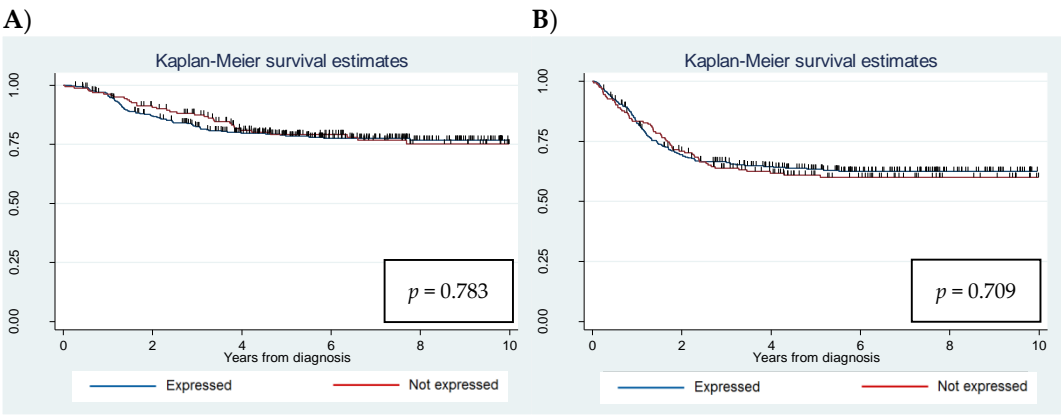 A)
Kaplan-Meier survival estimates
1.00
0.75
0.50
0.25
0.00
p = 0.783
0 2 4 6 8 10
Years from diagnosis
Expressed Not expressed
B)
Kaplan-Meier survival estimates
1.00
0.75
0.50
0.25
0.00
p = 0.709
0 2 4 6 8 10
Years from diagnosis
Expressed Not expressed